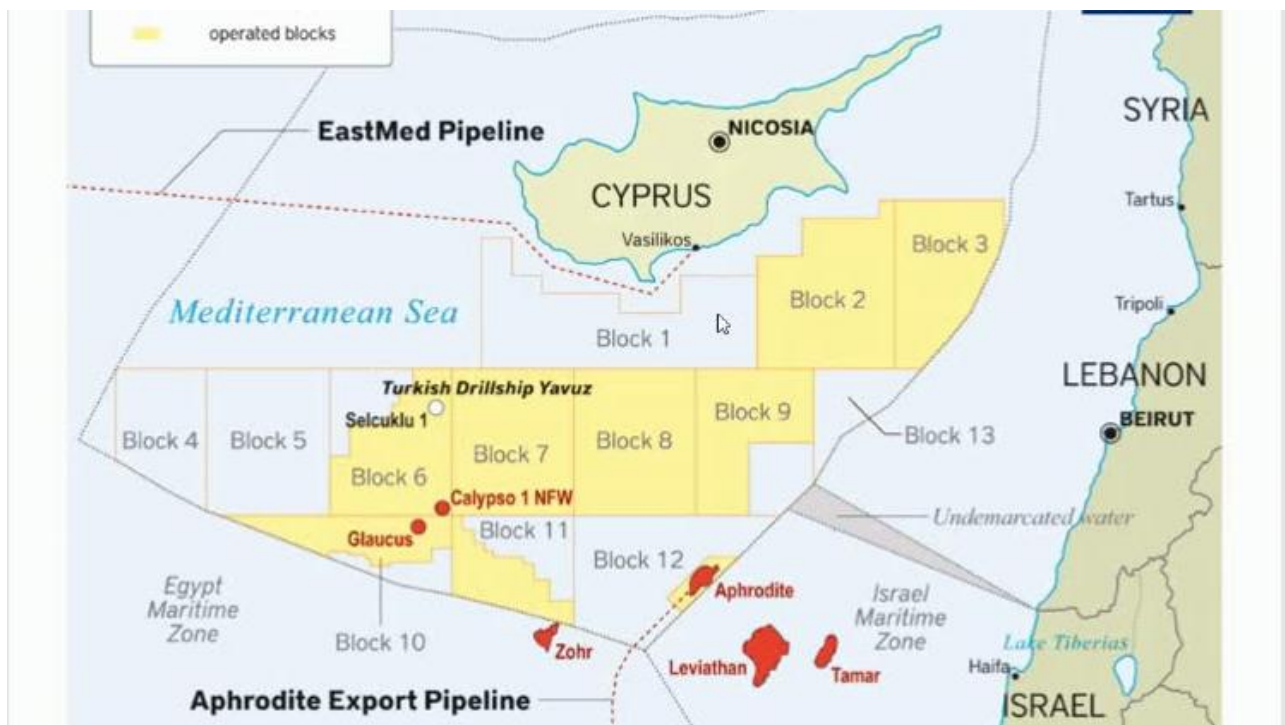 operated blocks
EastMed Pipeline
NICOSIA
SYRIA
CYPRUS
Tartus
Vasilikos
Block 3
Block 2
Mediterranean Sea
Tripoli
Block 1
LEBANON
Turkish Drillship Yavuz
Selcuklu 1
Block 9
BEIRUT
Block 4
Block 5
Block 8
Block 13
Block 7
Block 6
Calypso 1 NFW
Undemarcated water
Glaucus
Block 11
Block 12
Egypt
Maritime
Zone
Aphrodite
Israel
Maritime
Zone
Block 10
Zohr
Lake Tiberias
Leviathan
Tamar
Haifa
Aphrodite Export Pipeline
ISRAEL